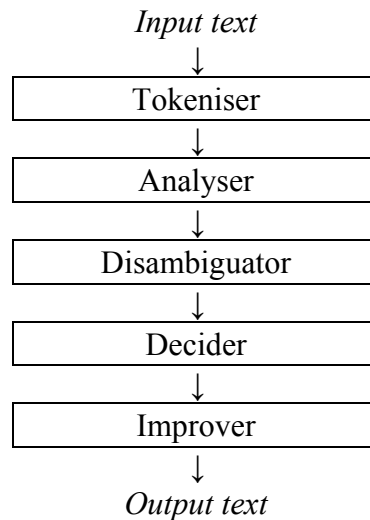 Input text
Tokeniser
Analyser
Disambiguator
Decider
Improver
Output text